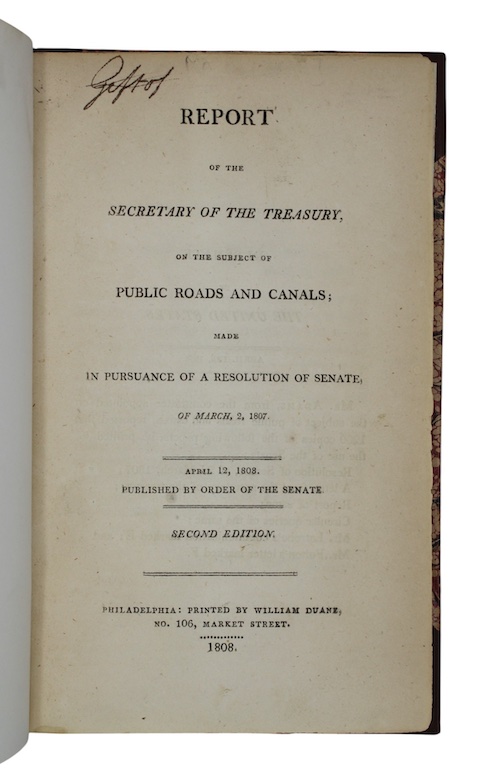 Gift of
REPORT
OF THE
SECRETARY OF THE TREASURY,
ON THE SUBJECT OF
PUBLIC ROADS AND CANALS;
MADE
IN PURSUANCE OF A RESOLUTION OF SENATE,
OF MARCH, 2, 1807.
APRIL 12, 1808.
PUBLISHED BY ORDER OF THE SENATE
SECOND EDITION.
PHILADELPHIA: PRINTED BY WILLIAM DUANE,
NO. 106, MARKET STREET.
1808.